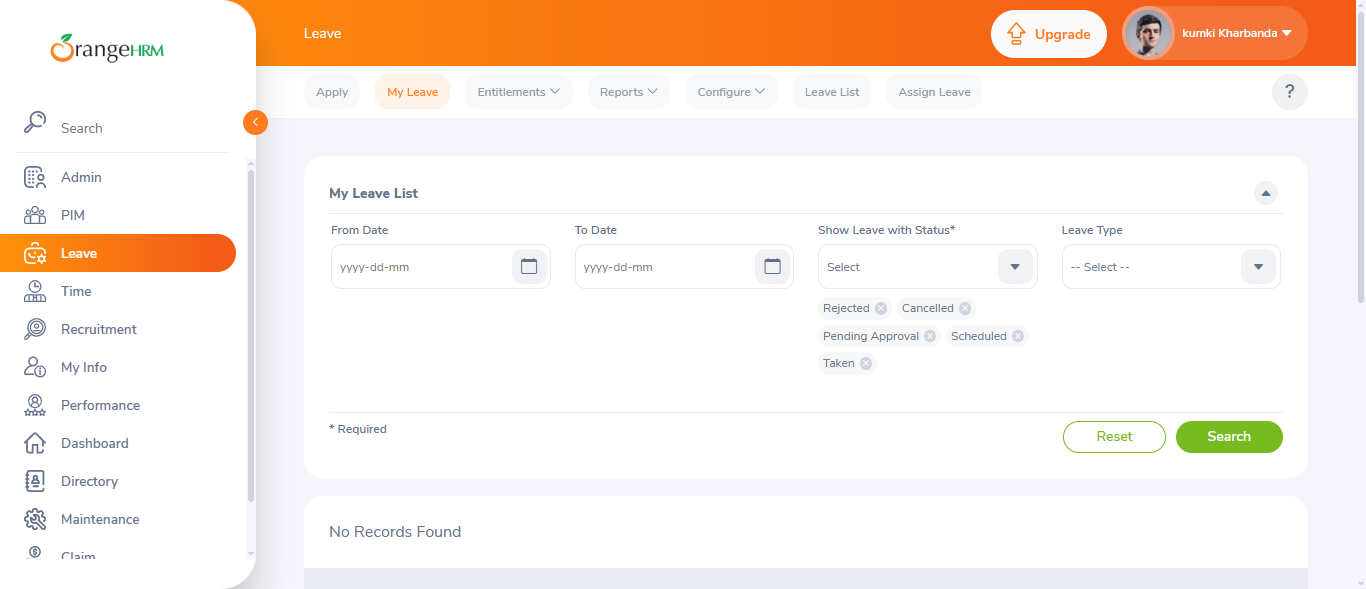 OrangeHRM
Leave
Upgrade
kumki Kharbanda
Search
Admin
PIM
Leave
Time
Recruitment
My Info
Performance
Dashboard
Directory
Maintenance
Claim
Apply My Leave Entitlements Reports Configure Leave List Assign Leave ?
My Leave List
From Date To Date Show Leave with Status* Leave Type
yyyy-dd-mm yyyy-dd-mm Select -- Select --
Rejected Cancelled
Pending Approval Scheduled
Taken
* Required
Reset Search
No Records Found